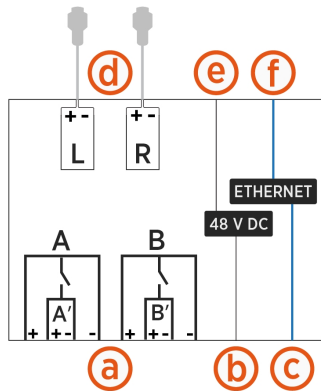 d e f
+ - + -
L R
ETHERNET
48 V DC
A B
A' B'
+ + - - + + - -
a b c